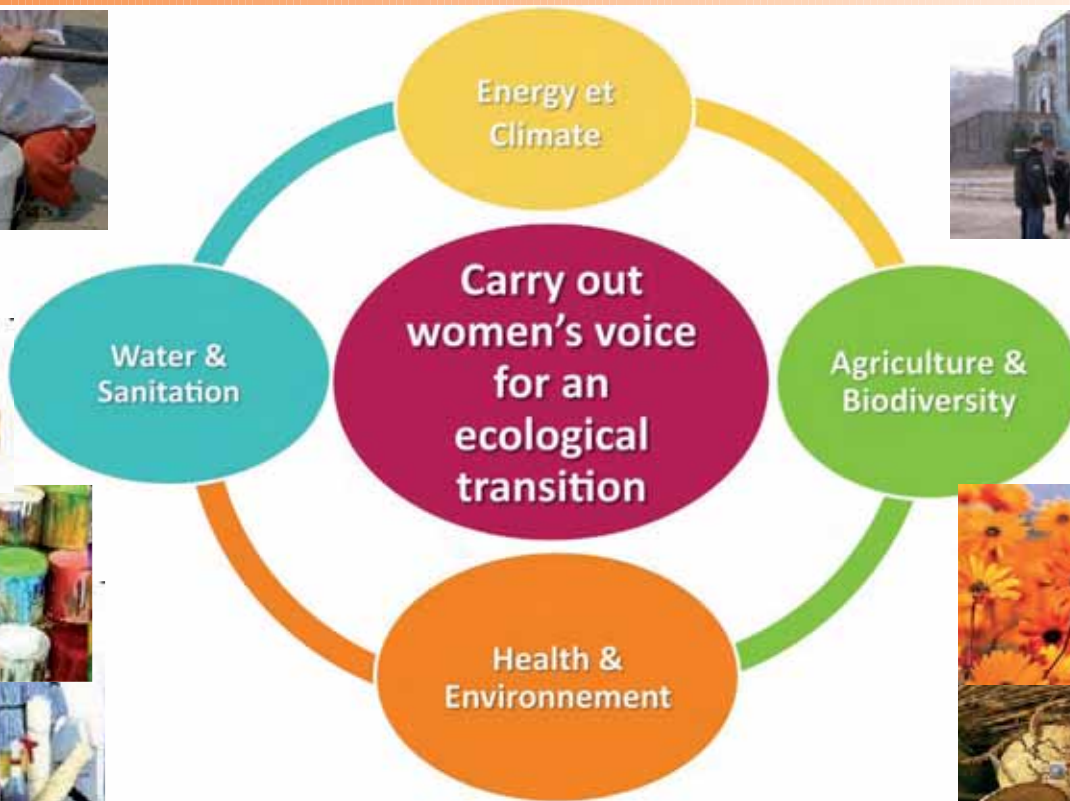 Energy et
Climate
Carry out
women's voice
for an
ecological
transition
Water &
Sanitation
Agriculture &
Biodiversity
Health &
Environnement